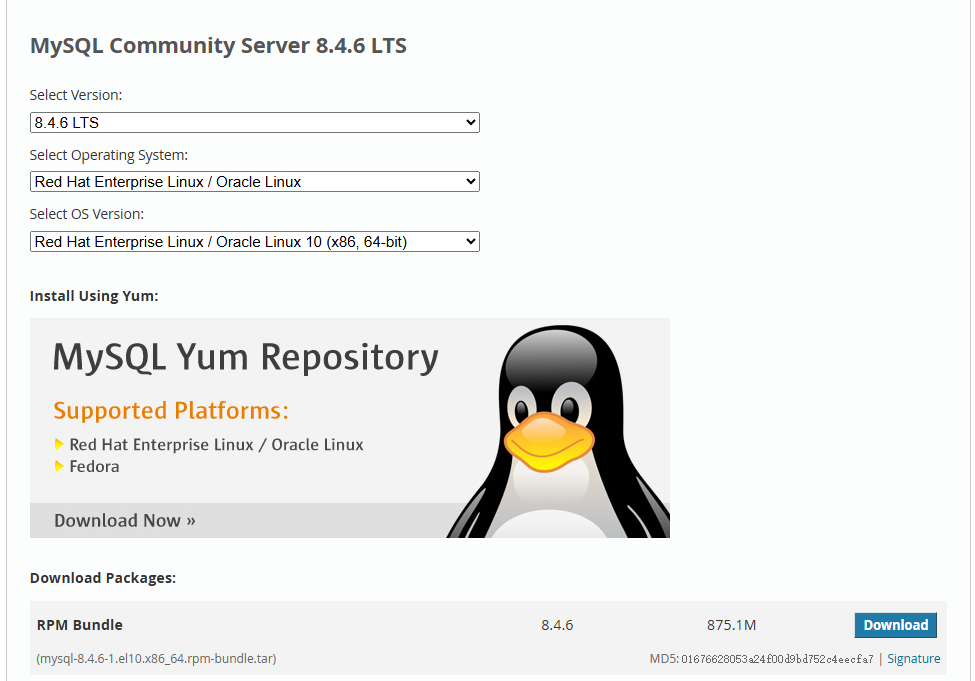 MySQL Community Server 8.4.6 LTS
Select Version:
8.4.6 LTS
Select Operating System:
Red Hat Enterprise Linux / Oracle Linux
Select OS Version:
Red Hat Enterprise Linux / Oracle Linux 10 (x86, 64-bit)
Install Using Yum:
MySQL Yum Repository
Supported Platforms:
Red Hat Enterprise Linux / Oracle Linux
Fedora
Download Now »
Download Packages:
RPM Bundle 8.4.6 875.1M Download
(mysql-8.4.6-1.el10.x86_64.rpm-bundle.tar) MD5: 01676628053a24f00d9bd752c4eecfa7 | Signature